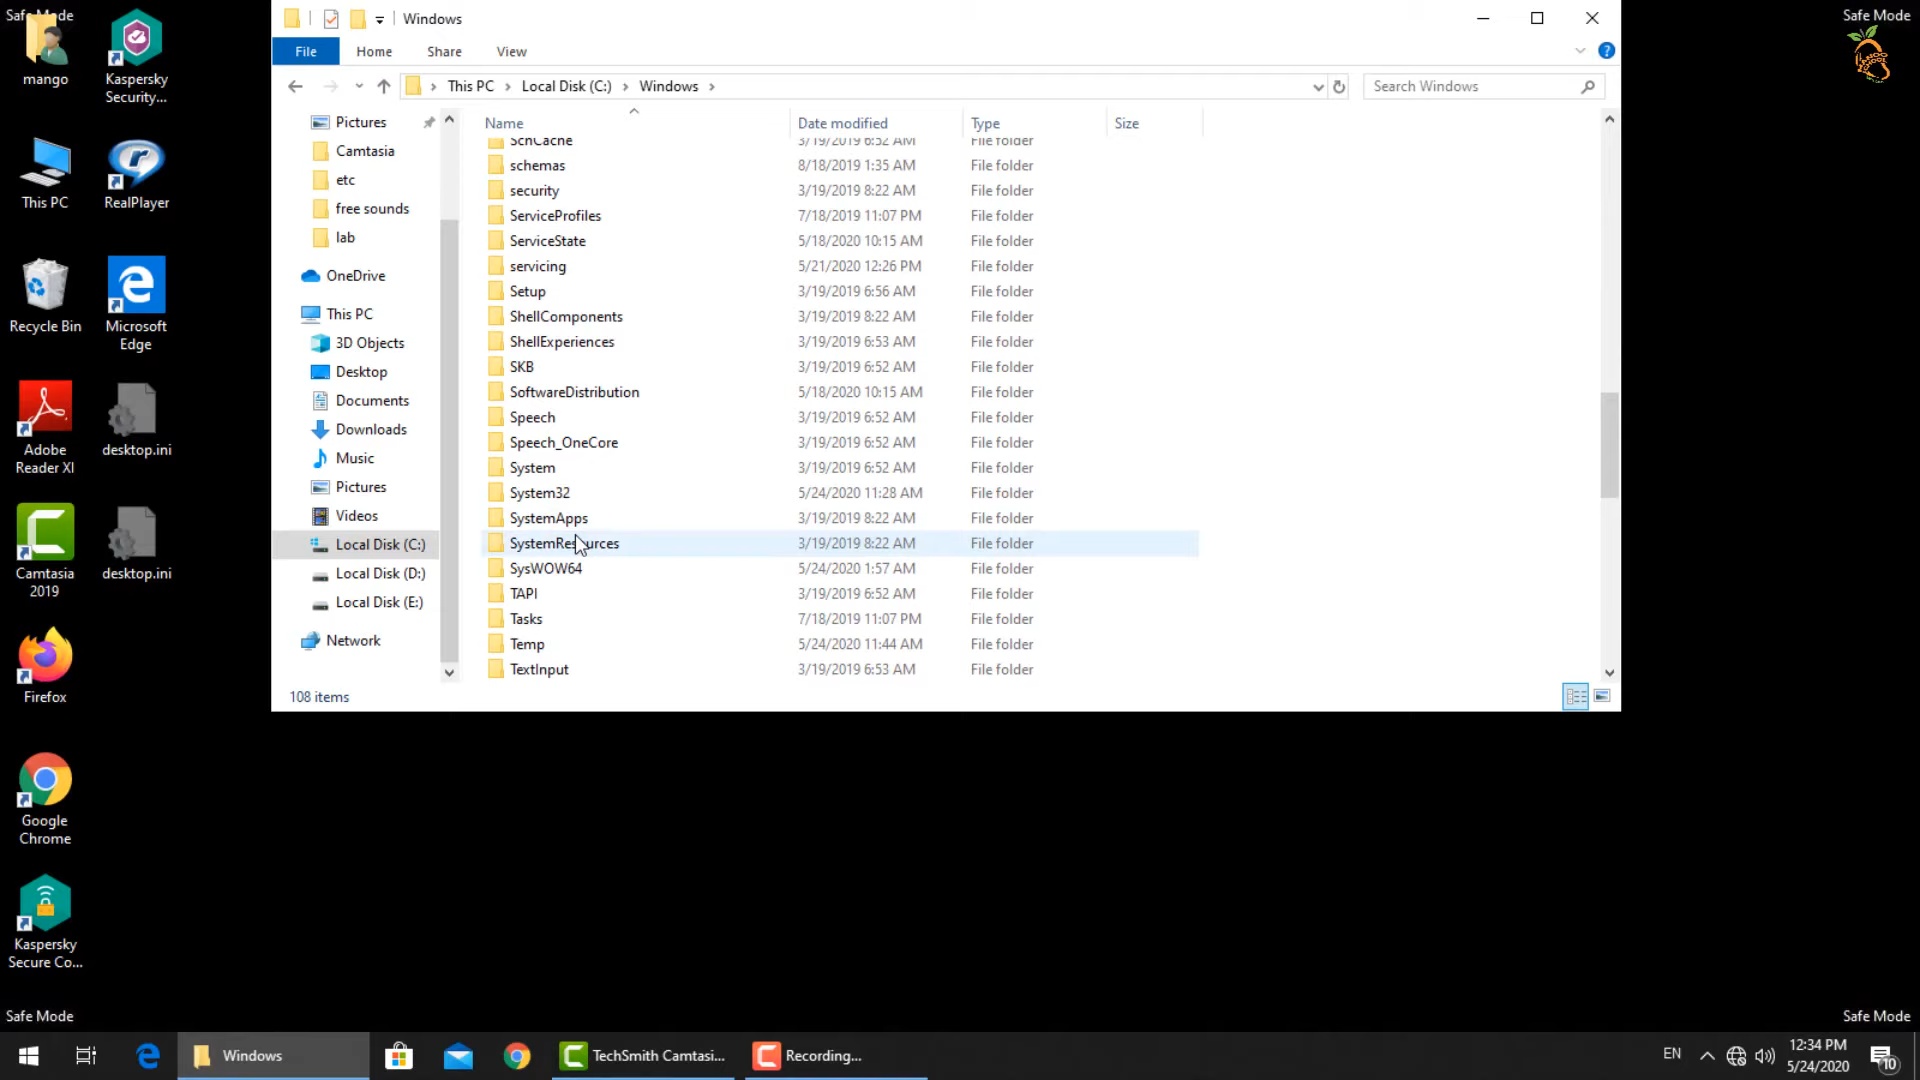 Safe Mode
Safe Mode
mango
Kaspersky
Security...
This PC
RealPlayer
Recycle Bin
Microsoft
Edge
Adobe
Reader XI
desktop.ini
Camtasia
2019
desktop.ini
Firefox
Google
Chrome
Kaspersky
Secure Co...
Windows
File
Home
Share
View
This PC
Local Disk (C:)
Windows
Search Windows
Pictures
Camtasia
etc
free sounds
lab
OneDrive
This PC
3D Objects
Desktop
Documents
Downloads
Music
Pictures
Videos
Local Disk (C:)
Local Disk (D:)
Local Disk (E:)
Network
Name Date modified Type Size
SchCache 3/19/2019 6:52 AM File folder
schemas 8/18/2019 1:35 AM File folder
security 3/19/2019 8:22 AM File folder
ServiceProfiles 7/18/2019 11:07 PM File folder
ServiceState 5/18/2020 10:15 AM File folder
servicing 5/21/2020 12:26 PM File folder
Setup 3/19/2019 6:56 AM File folder
ShellComponents 3/19/2019 8:22 AM File folder
ShellExperiences 3/19/2019 6:53 AM File folder
SKB 3/19/2019 6:52 AM File folder
SoftwareDistribution 5/18/2020 10:15 AM File folder
Speech 3/19/2019 6:52 AM File folder
Speech_OneCore 3/19/2019 6:52 AM File folder
System 3/19/2019 6:52 AM File folder
System32 5/24/2020 11:28 AM File folder
SystemApps 3/19/2019 8:22 AM File folder
SystemResources 3/19/2019 8:22 AM File folder
SysWOW64 5/24/2020 1:57 AM File folder
TAPI 3/19/2019 6:52 AM File folder
Tasks 7/18/2019 11:07 PM File folder
Temp 5/24/2020 11:44 AM File folder
TextInput 3/19/2019 6:53 AM File folder
108 items
Safe Mode
Safe Mode
Windows
TechSmith Camtasi...
Recording...
EN
12:34 PM
5/24/2020
10